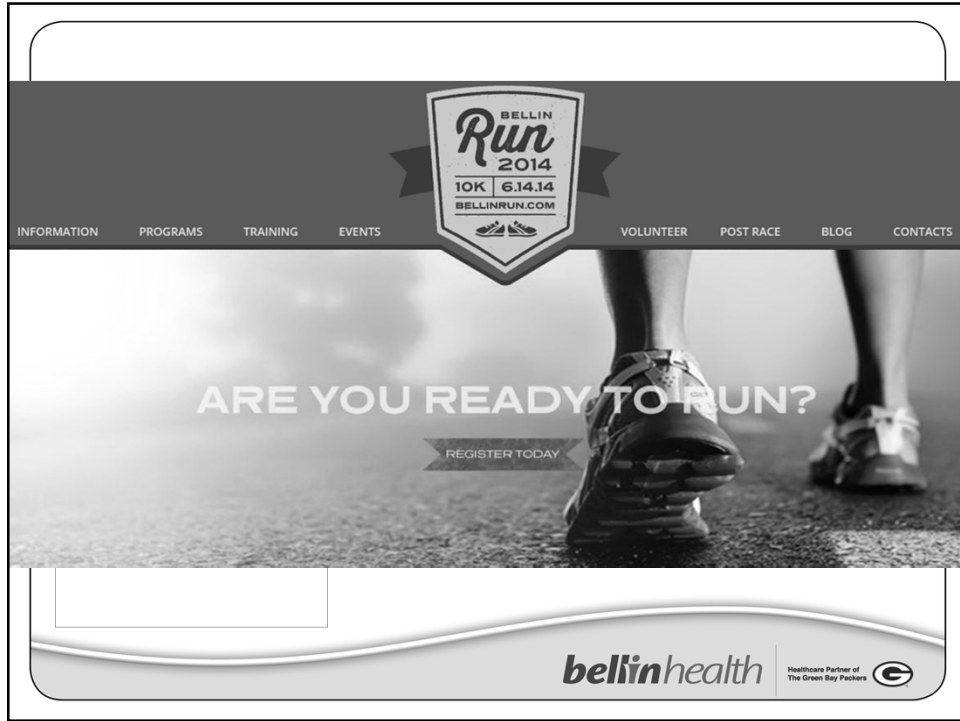 BELLIN
Run
2014
10K | 6.14.14
BELLINRUN.COM
INFORMATION PROGRAMS TRAINING EVENTS VOLUNTEER POST RACE BLOG CONTACTS
ARE YOU READY TO RUN?
REGISTER TODAY
bellinhealth
Healthcare Partner of
The Green Bay Packers
G